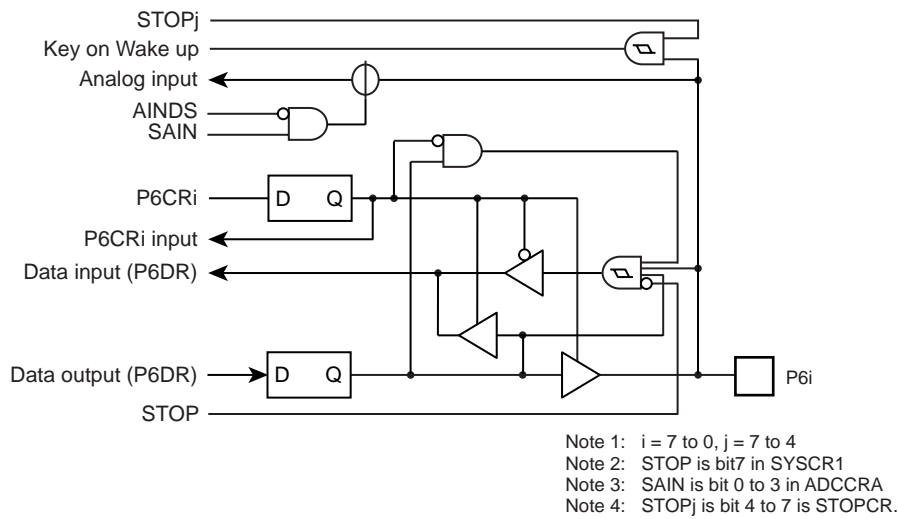 STOPj
Key on Wake up
Analog input
AINDS
SAIN
P6CRi
D Q
P6CRi input
Data input (P6DR)
Data output (P6DR)
D Q
P6i
STOP
Note 1: i = 7 to 0, j = 7 to 4
Note 2: STOP is bit7 in SYSCR1
Note 3: SAIN is bit 0 to 3 in ADCCRA
Note 4: STOPj is bit 4 to 7 is STOPCR.